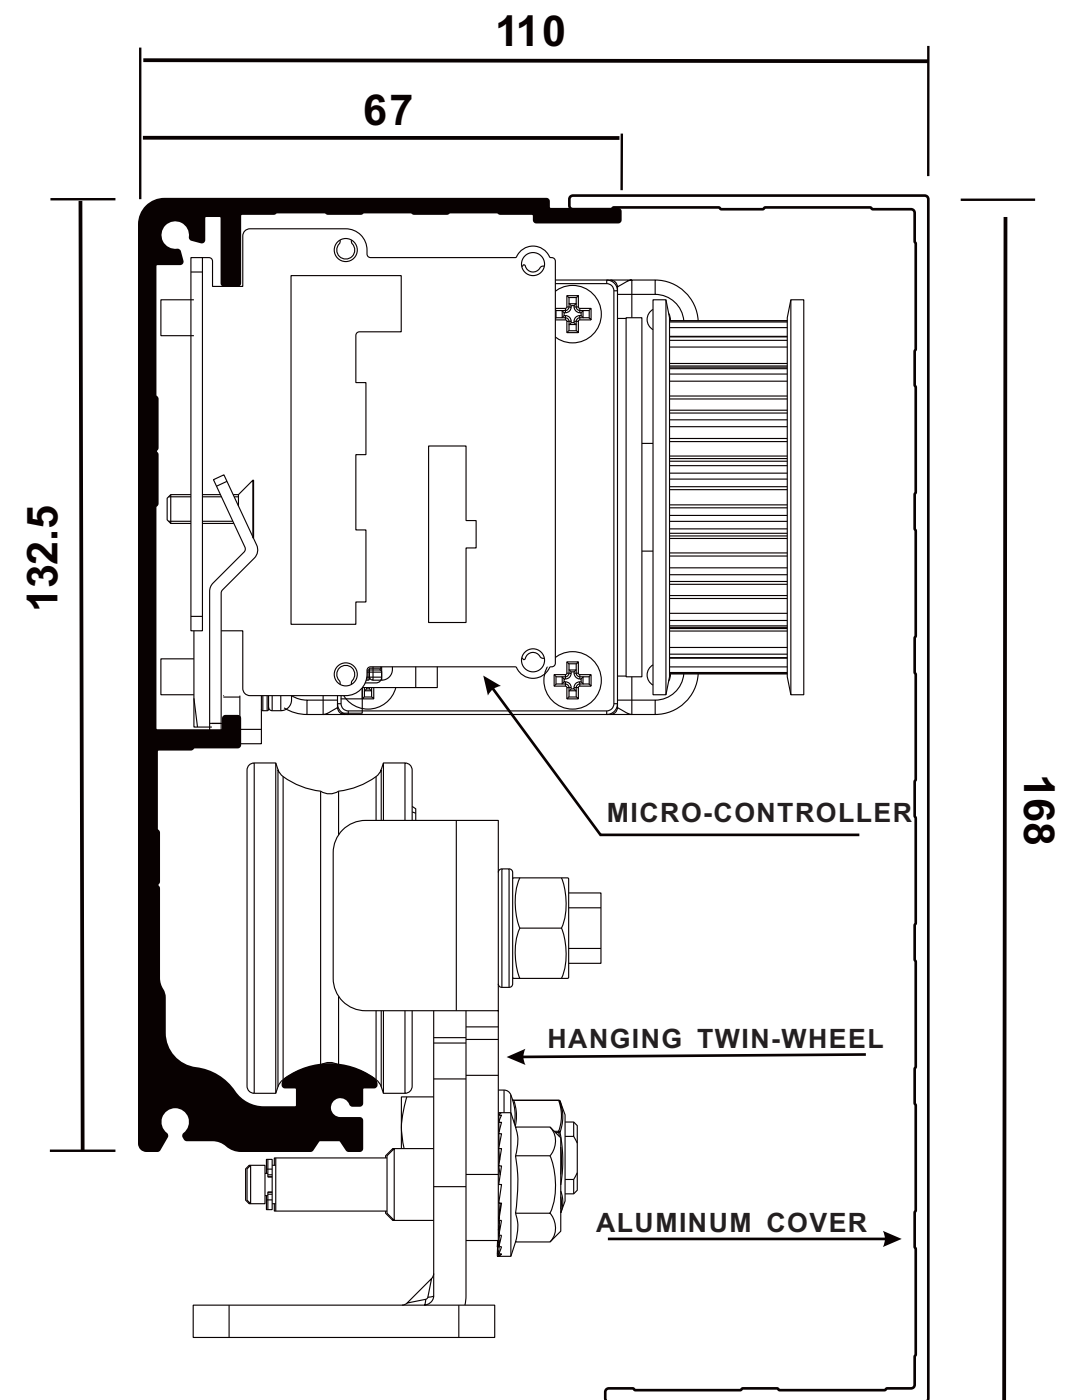 110
67
132.5
168
MICRO-CONTROLLER
HANGING TWIN-WHEEL
ALUMINUM COVER